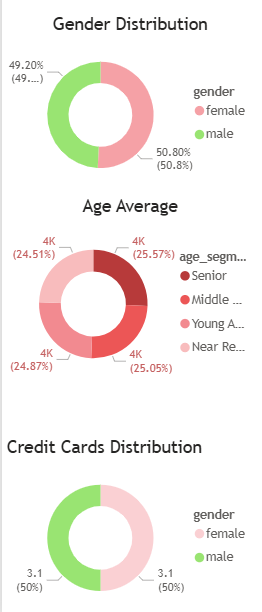 Gender Distribution
49.20%
(49....)
gender
female
male
50.80%
(50.8%)
Age Average
4K
(24.51%)
4K
(25.57%)
age_segm...
Senior
Middle ...
Young A...
Near Re...
4K
(24.87%)
4K
(25.05%)
Credit Cards Distribution
gender
female
male
3.1
(50%)
3.1
(50%)